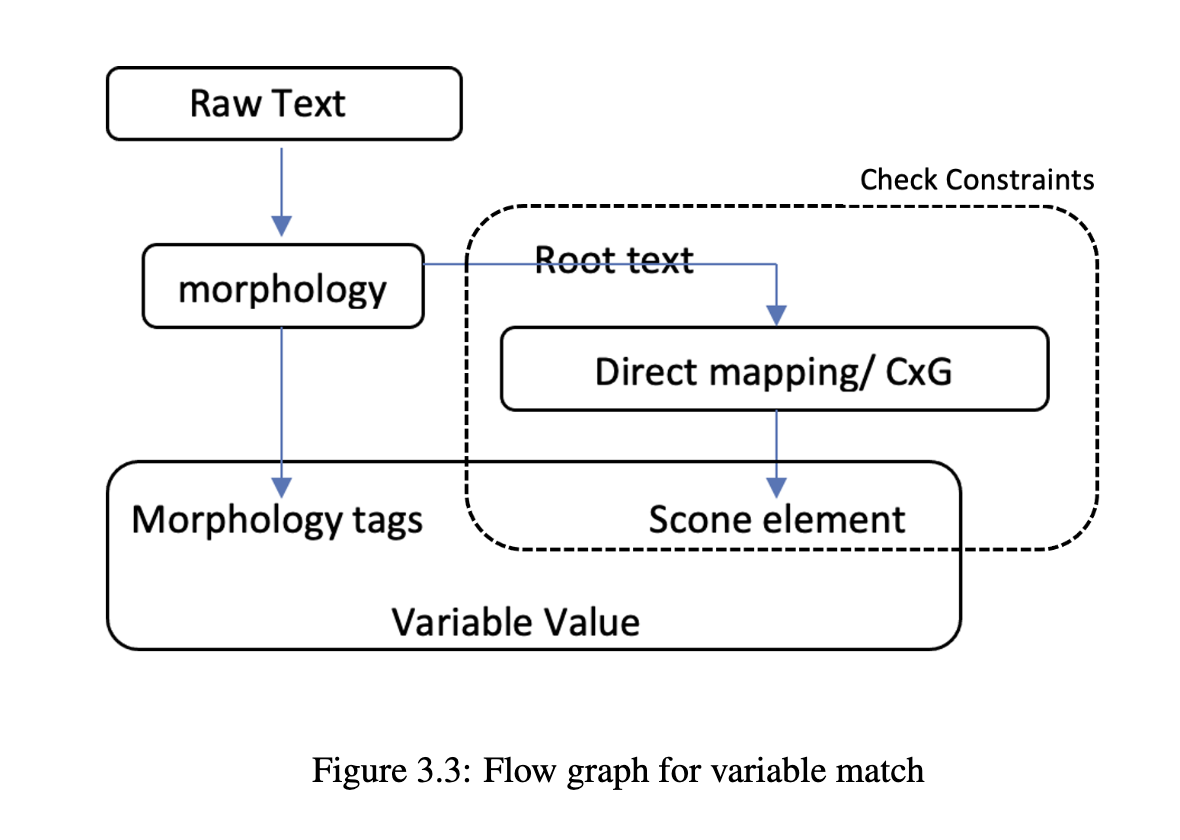 Raw Text
Check Constraints
Root text
morphology
Direct mapping/ CxG
Morphology tags
Scone element
Variable Value
Figure 3.3: Flow graph for variable match